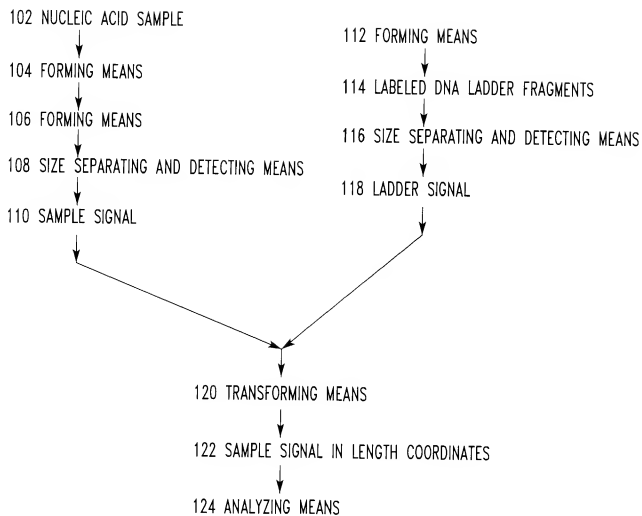 102 NUCLEIC ACID SAMPLE
104 FORMING MEANS
106 FORMING MEANS
108 SIZE SEPARATING AND DETECTING MEANS
110 SAMPLE SIGNAL
112 FORMING MEANS
114 LABELED DNA LADDER FRAGMENTS
116 SIZE SEPARATING AND DETECTING MEANS
118 LADDER SIGNAL
120 TRANSFORMING MEANS
122 SAMPLE SIGNAL IN LENGTH COORDINATES
124 ANALYZING MEANS